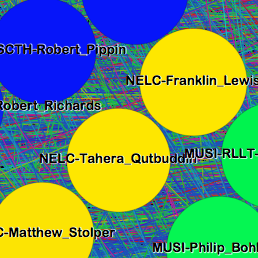 SCTH-Robert_Pippin
NELC-Franklin_Lewis
Robert_Richards
NELC-Tahera_Qutbuddin
MUSI-RLLT-
C-Matthew_Stolper
MUSI-Philip_Bohl